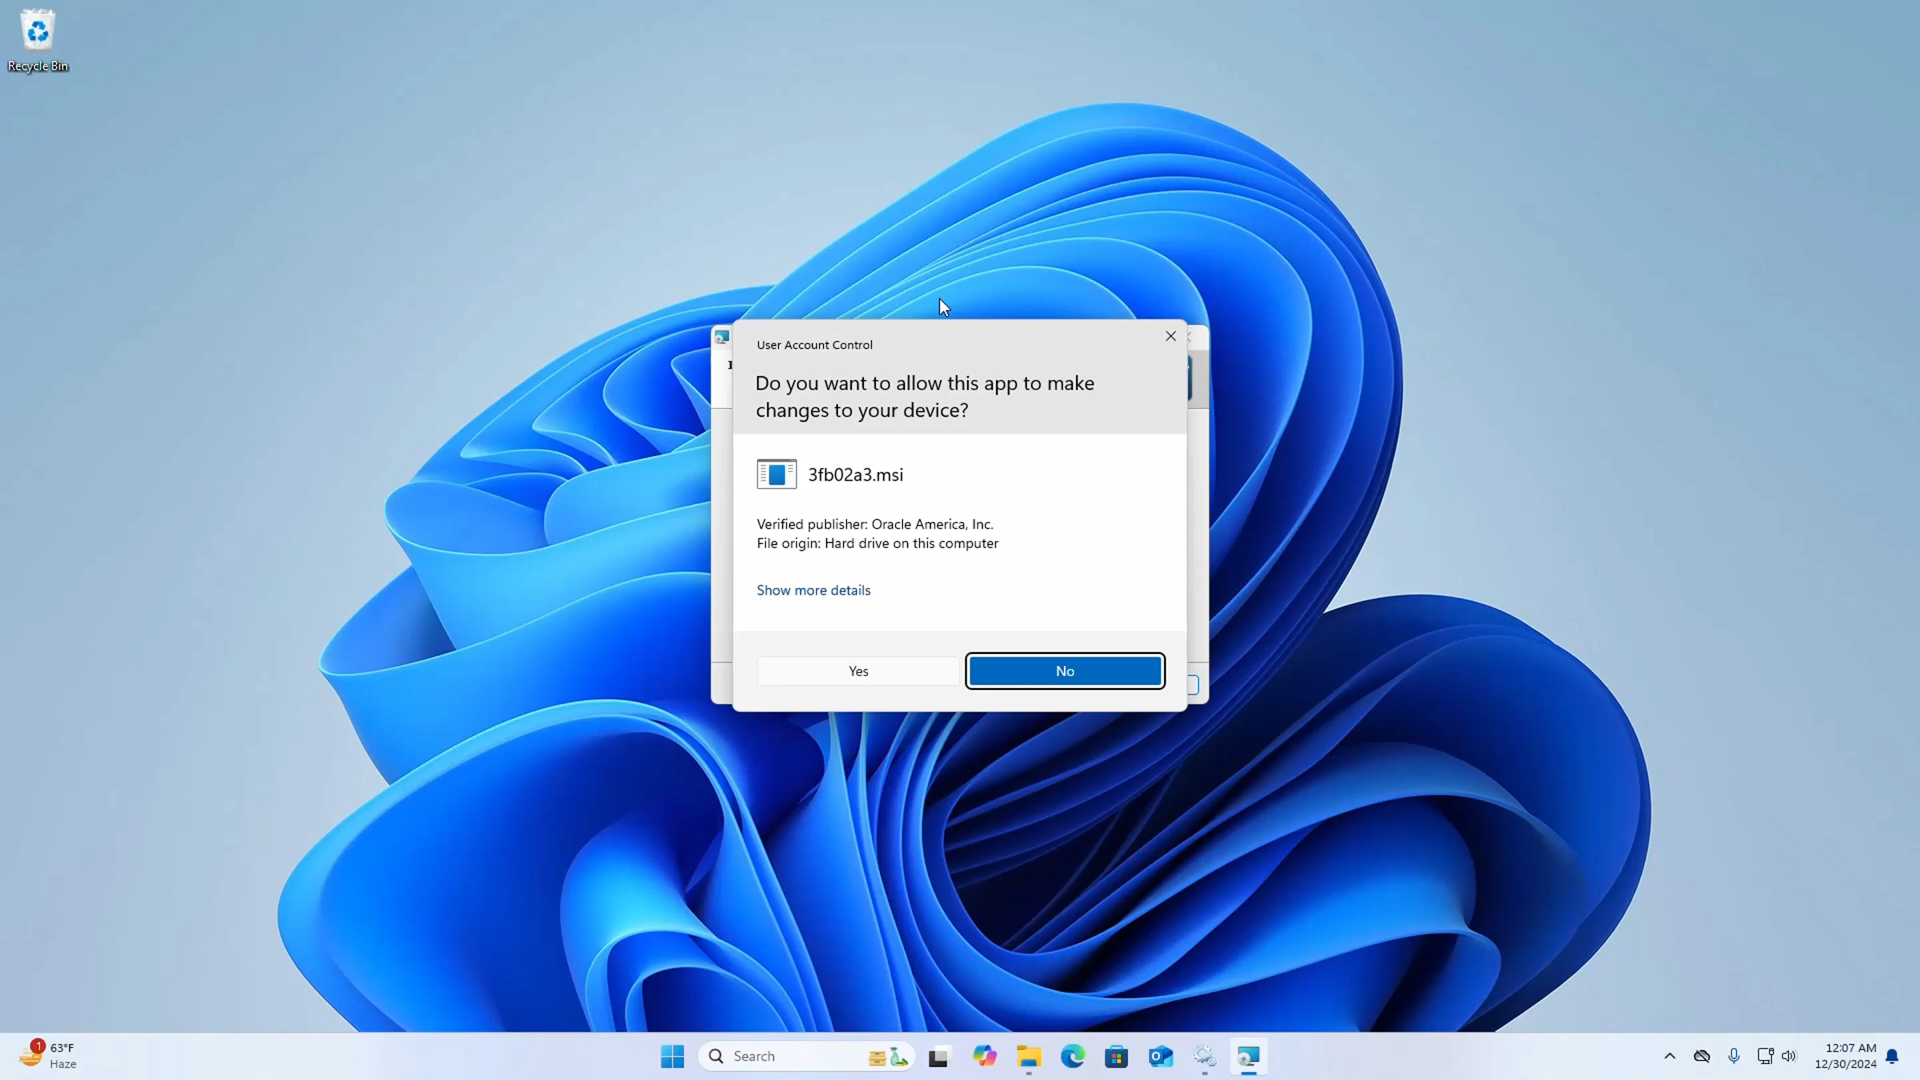 Recycle Bin
User Account Control
Do you want to allow this app to make
changes to your device?
3fb02a3.msi
Verified publisher: Oracle America, Inc.
File origin: Hard drive on this computer
Show more details
Yes
No
1
63°F
Haze
Search
12:07 AM
12/30/2024